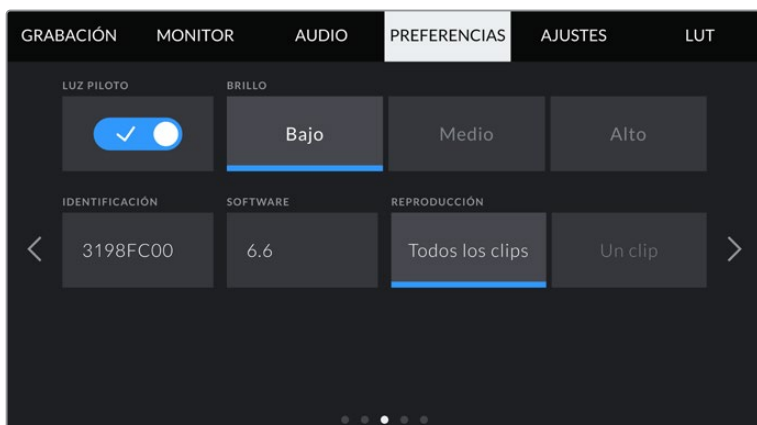 GRABACIÓN MONITOR AUDIO PREFERENCIAS AJUSTES LUT
LUZ PILOTO BRILLO
Bajo Medio Alto
IDENTIFICACIÓN SOFTWARE REPRODUCCIÓN
3198FC00 6.6 Todos los clips Un clip